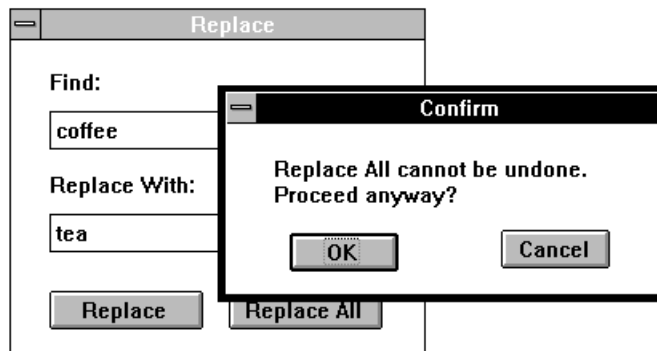 Replace
Find:
coffee
Replace With:
tea
Replace
Replace All
Confirm
Replace All cannot be undone.
Proceed anyway?
OK
Cancel